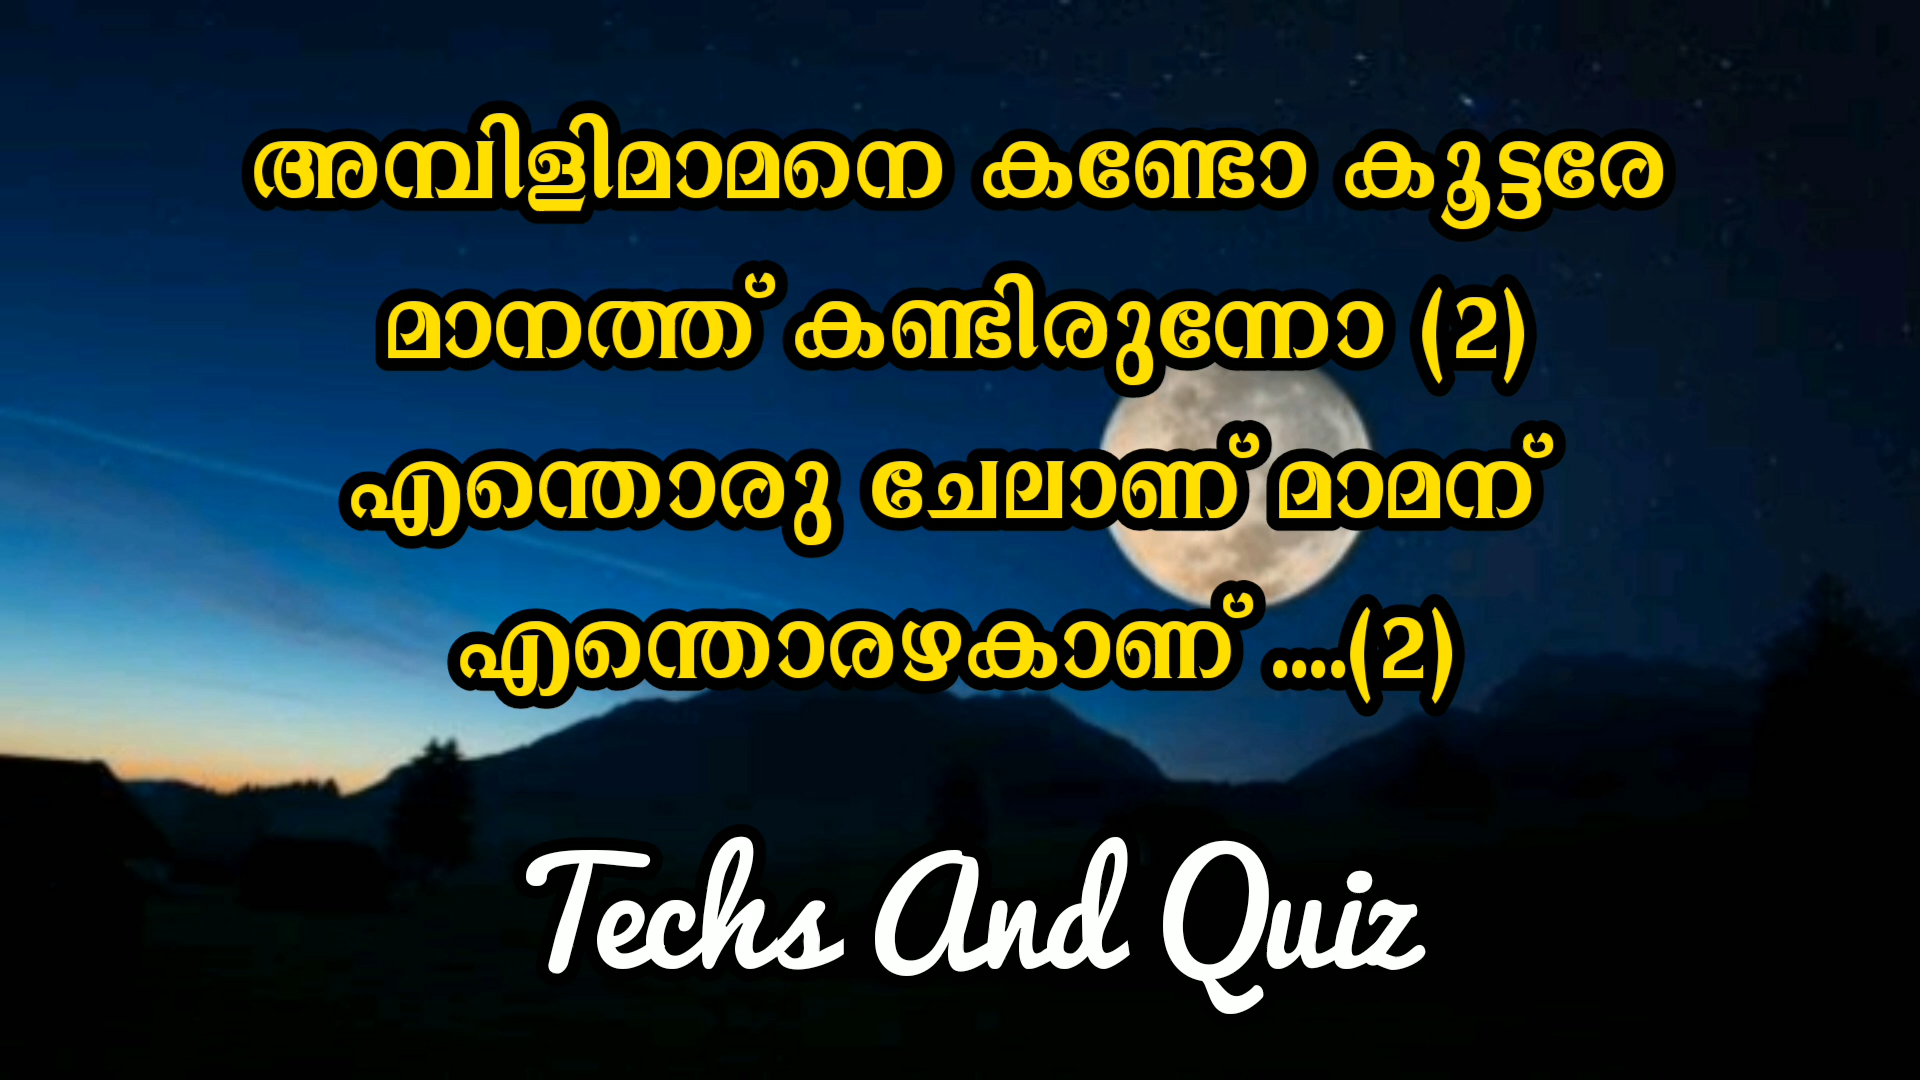 അമ്പിളിമാമനെ കണ്ടോ കൂട്ടരേ
മാനത്ത് കണ്ടിരുന്നോ (2)
എന്തൊരു ചേലാണ് മാമന്
എന്തൊരഴകാണ് ....(2)
Techs And Quiz